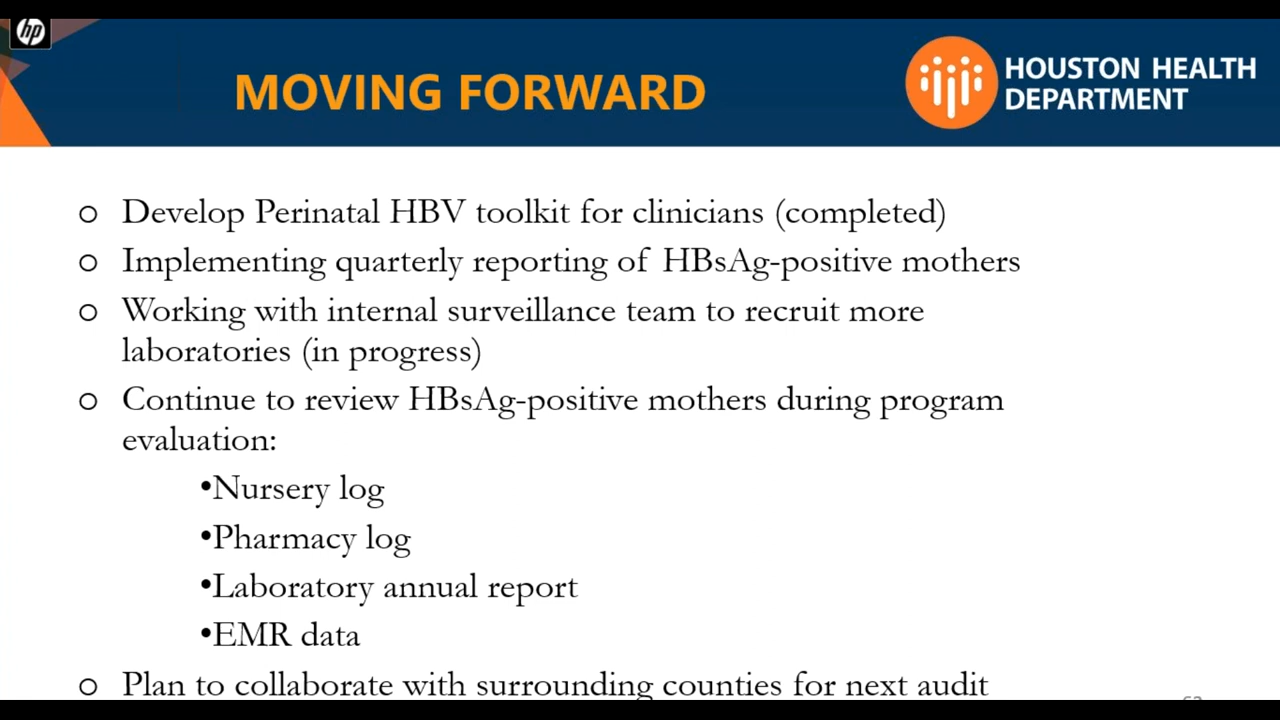 hp
MOVING FORWARD
HOUSTON HEALTH
DEPARTMENT
○ Develop Perinatal HBV toolkit for clinicians (completed)
○ Implementing quarterly reporting of HBsAg-positive mothers
○ Working with internal surveillance team to recruit more
laboratories (in progress)
○ Continue to review HBsAg-positive mothers during program
evaluation:
•Nursery log
•Pharmacy log
•Laboratory annual report
•EMR data
○ Plan to collaborate with surrounding counties for next audit